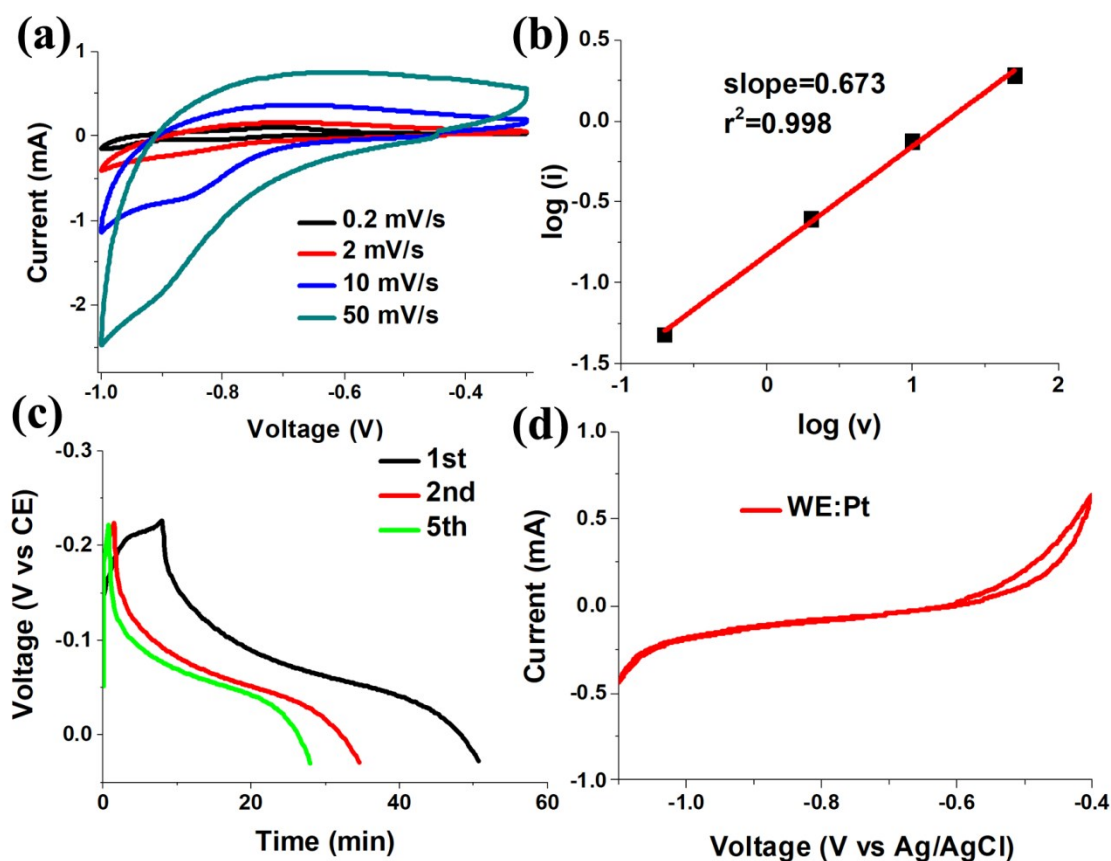 (a)
1
0
-1
-2
Current (mA)
0.2 mV/s
2 mV/s
10 mV/s
50 mV/s
-1.0 -0.8 -0.6 -0.4
Voltage (V)
(b)
0.5
0.0
-0.5
-1.0
-1.5
log (i)
slope=0.673
r²=0.998
-1 0 1 2
log (v)
(c)
-0.3
-0.2
-0.1
0.0
Voltage (V vs CE)
1st
2nd
5th
0 20 40 60
Time (min)
(d)
1.0
0.5
0.0
-0.5
-1.0
Current (mA)
WE:Pt
-1.0 -0.8 -0.6 -0.4
Voltage (V vs Ag/AgCl)